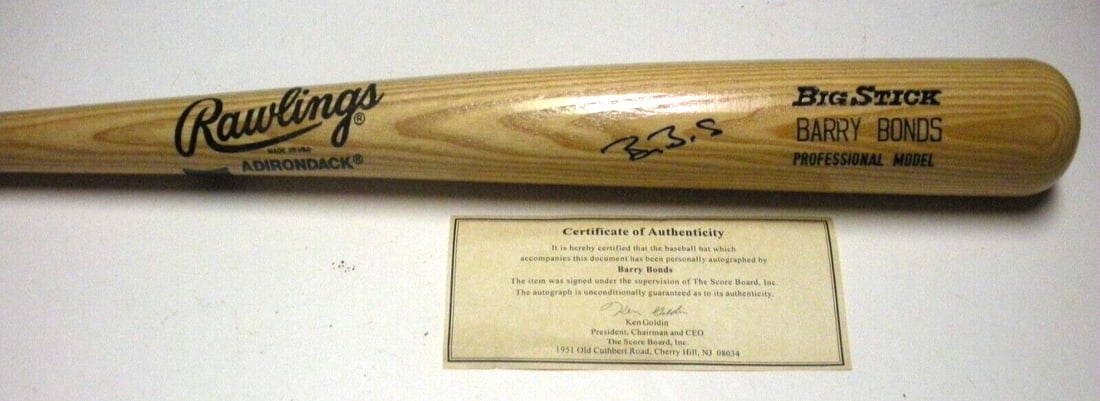 Rawlings®
MADE IN USA
ADIRONDACK®
BIG STICK
BARRY BONDS
PROFESSIONAL MODEL
Certificate of Authenticity
It is hereby certified that the baseball bat which
accompanies this document has been personally autographed by
Barry Bonds
The item was signed under the supervision of The Score Board, Inc.
The autograph is unconditionally guaranteed as to its authenticity.
Ken Goldin
Ken Goldin
President, Chairman and CEO
The Score Board, Inc.
1951 Old Cuthbert Road, Cherry Hill, NJ 08034